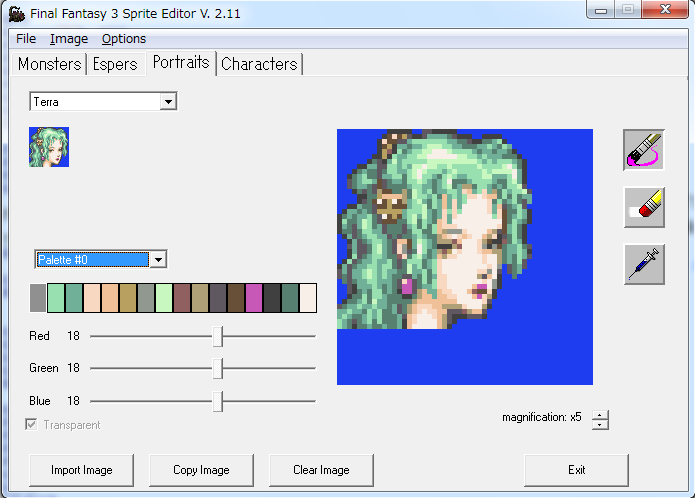 Final Fantasy 3 Sprite Editor V. 2.11
File Image Options
Monsters Espers Portraits Characters
Terra
Palette #0
Red 18
Green 18
Blue 18
Transparent
magnification: x5
Import Image Copy Image Clear Image Exit